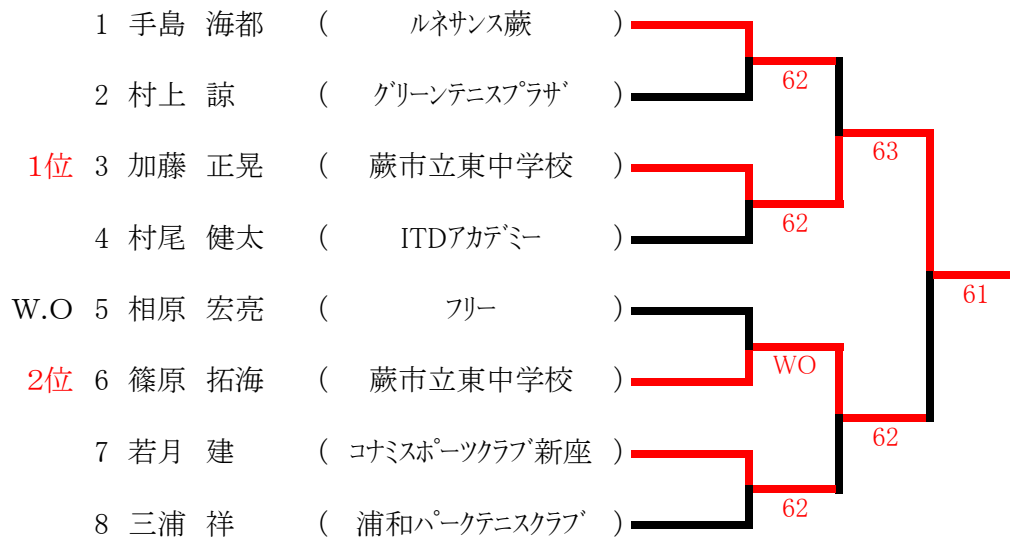 1 手島 海都 ( ルネサンス蕨 )
62
2 村上 諒 ( グリーンテニスプラザ )
63
1位 3 加藤 正晃 ( 蕨市立東中学校 )
62
4 村尾 健太 ( ITDアカデミー )
61
W.O 5 相原 宏亮 ( フリー )
WO
2位 6 篠原 拓海 ( 蕨市立東中学校 )
62
7 若月 建 ( コナミスポーツクラブ新座 )
62
8 三浦 祥 ( 浦和パークテニスクラブ )